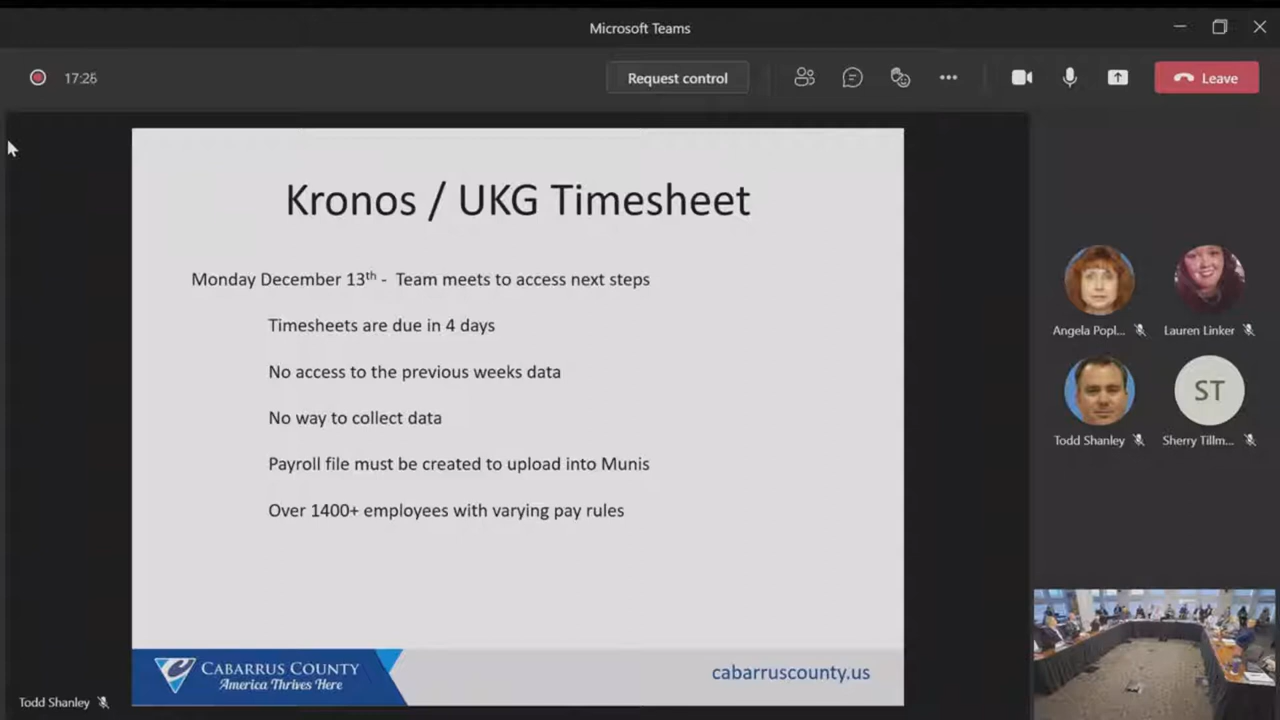 Microsoft Teams
17:25
Request control
Leave
Kronos / UKG Timesheet
Monday December 13th - Team meets to access next steps
Timesheets are due in 4 days
No access to the previous weeks data
No way to collect data
Payroll file must be created to upload into Munis
Over 1400+ employees with varying pay rules
CABARRUS COUNTY
America Thrives Here
cabarruscounty.us
Angela Popl...
Lauren Linker
ST
Todd Shanley
Sherry Tillm...
Todd Shanley